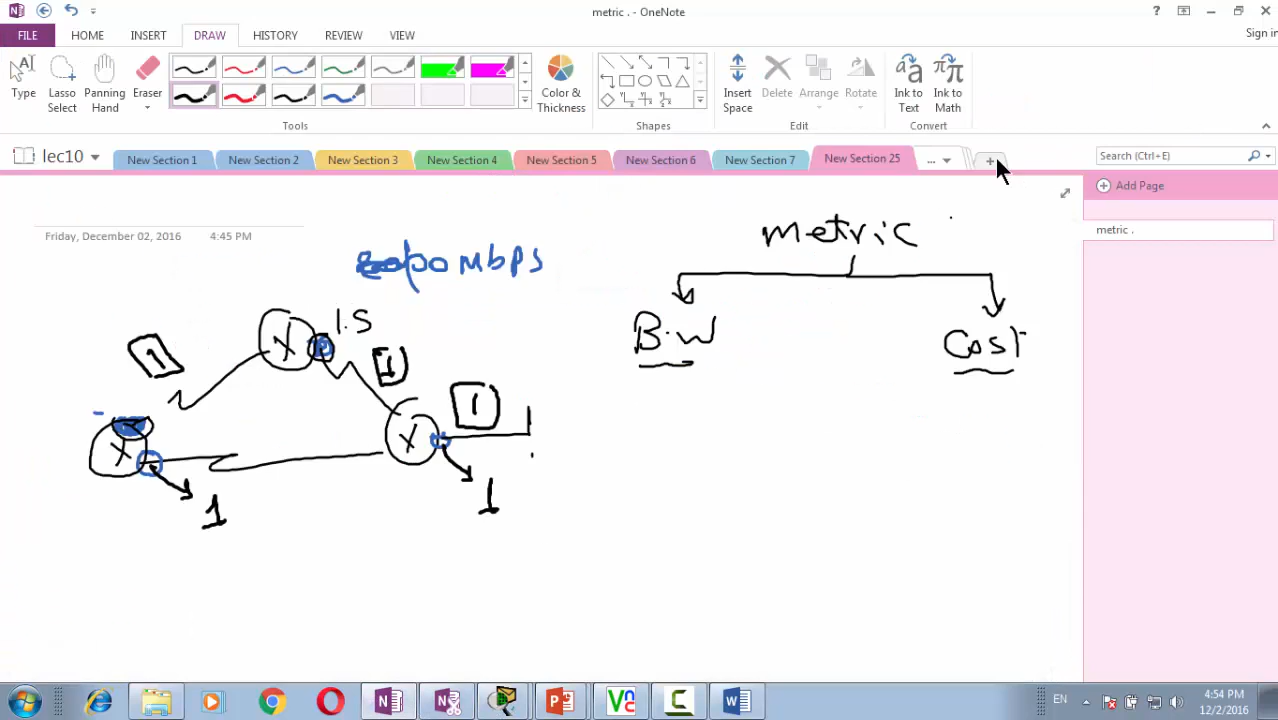 metric . - OneNote
FILE HOME INSERT DRAW HISTORY REVIEW VIEW Sign in
Type Lasso Select Panning Hand Eraser Color & Thickness Insert Space Delete Arrange Rotate Ink to Text Ink to Math
Tools Shapes Edit Convert
lec10 New Section 1 New Section 2 New Section 3 New Section 4 New Section 5 New Section 6 New Section 7 New Section 25 ... Search (Ctrl+E)
Add Page
metric .
Friday, December 02, 2016 4:45 PM
metric
Mbps
1.5
B.W
Cost
1
1
1
X
X
X
1
1
EN 4:54 PM
12/2/2016